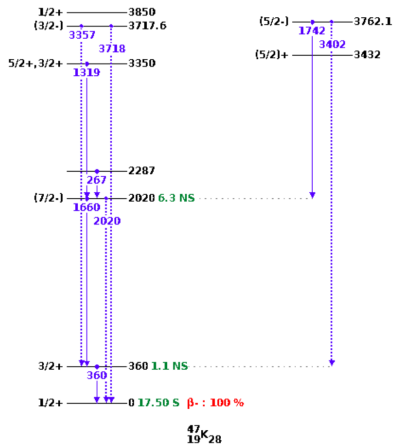 1/2+ 3850
(3/2-) 3717.6 (5/2-) 3762.1
3357 1742
3718 3402
(5/2)+ 3432
5/2+,3/2+ 3350
1319
2287
267
(7/2-) 2020 6.3 NS
1660
2020
3/2+ 360 1.1 NS
360
1/2+ 0 17.50 S β- : 100 %
47
19K28